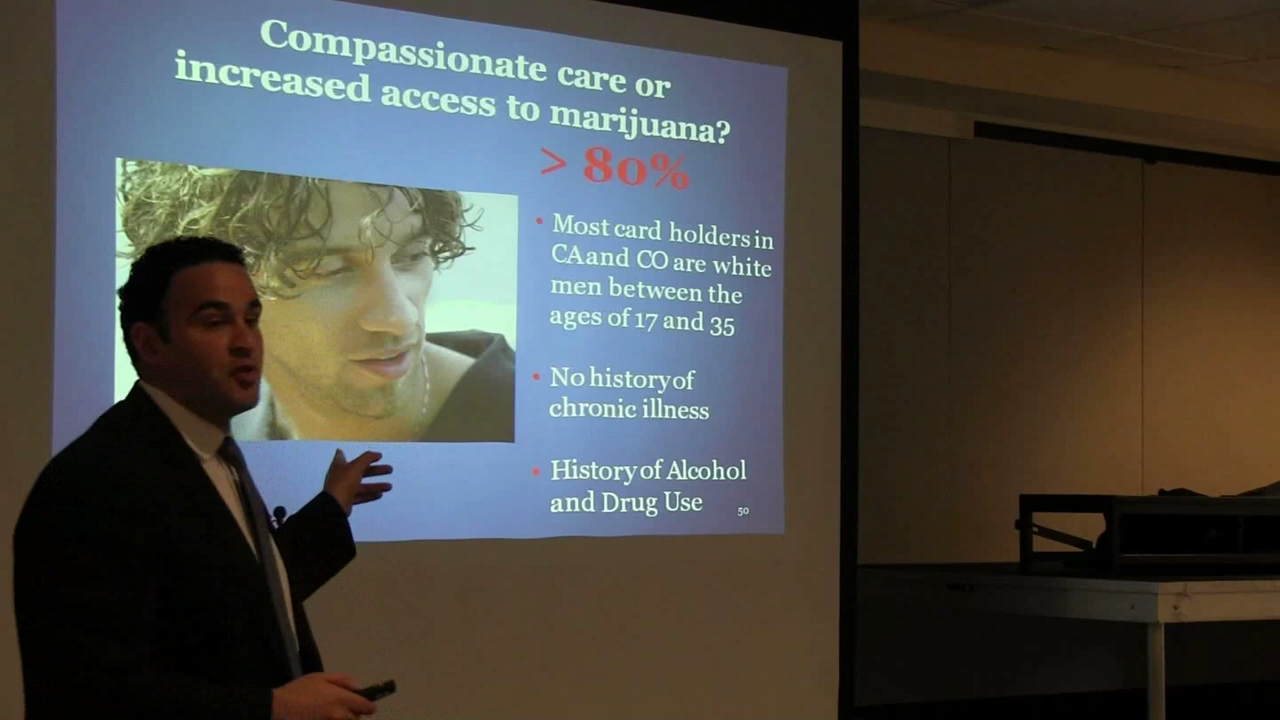 Compassionate care or
increased access to marijuana?
> 80%
• Most card holders in
CA and CO are white
men between the
ages of 17 and 35
• No history of
chronic illness
• History of Alcohol
and Drug Use
50